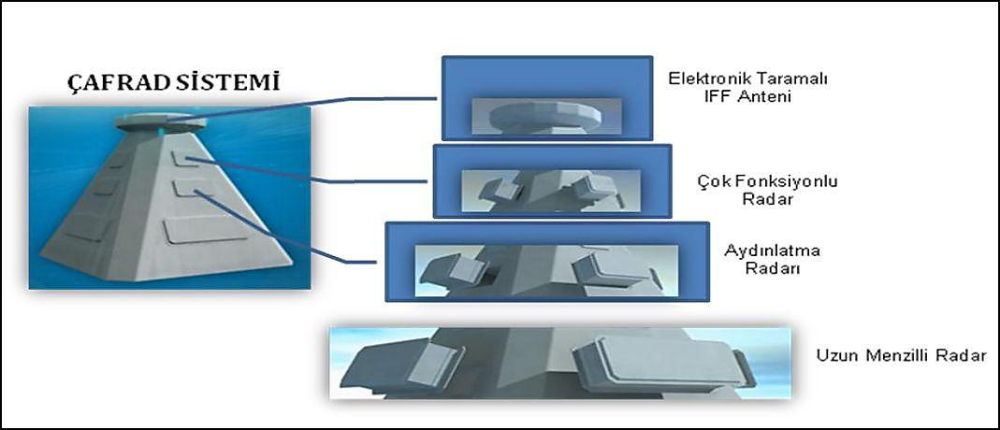 ÇAFRAD SİSTEMİ
Elektronik Taramalı
IFF Anteni
Çok Fonksiyonlu
Radar
Aydınlatma
Radarı
Uzun Menzilli Radar